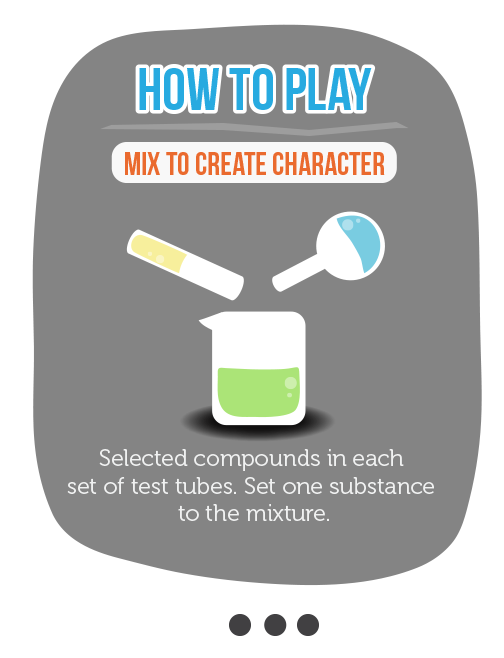 HOW TO PLAY
MIX TO CREATE CHARACTER
Selected compounds in each
set of test tubes. Set one substance
to the mixture.